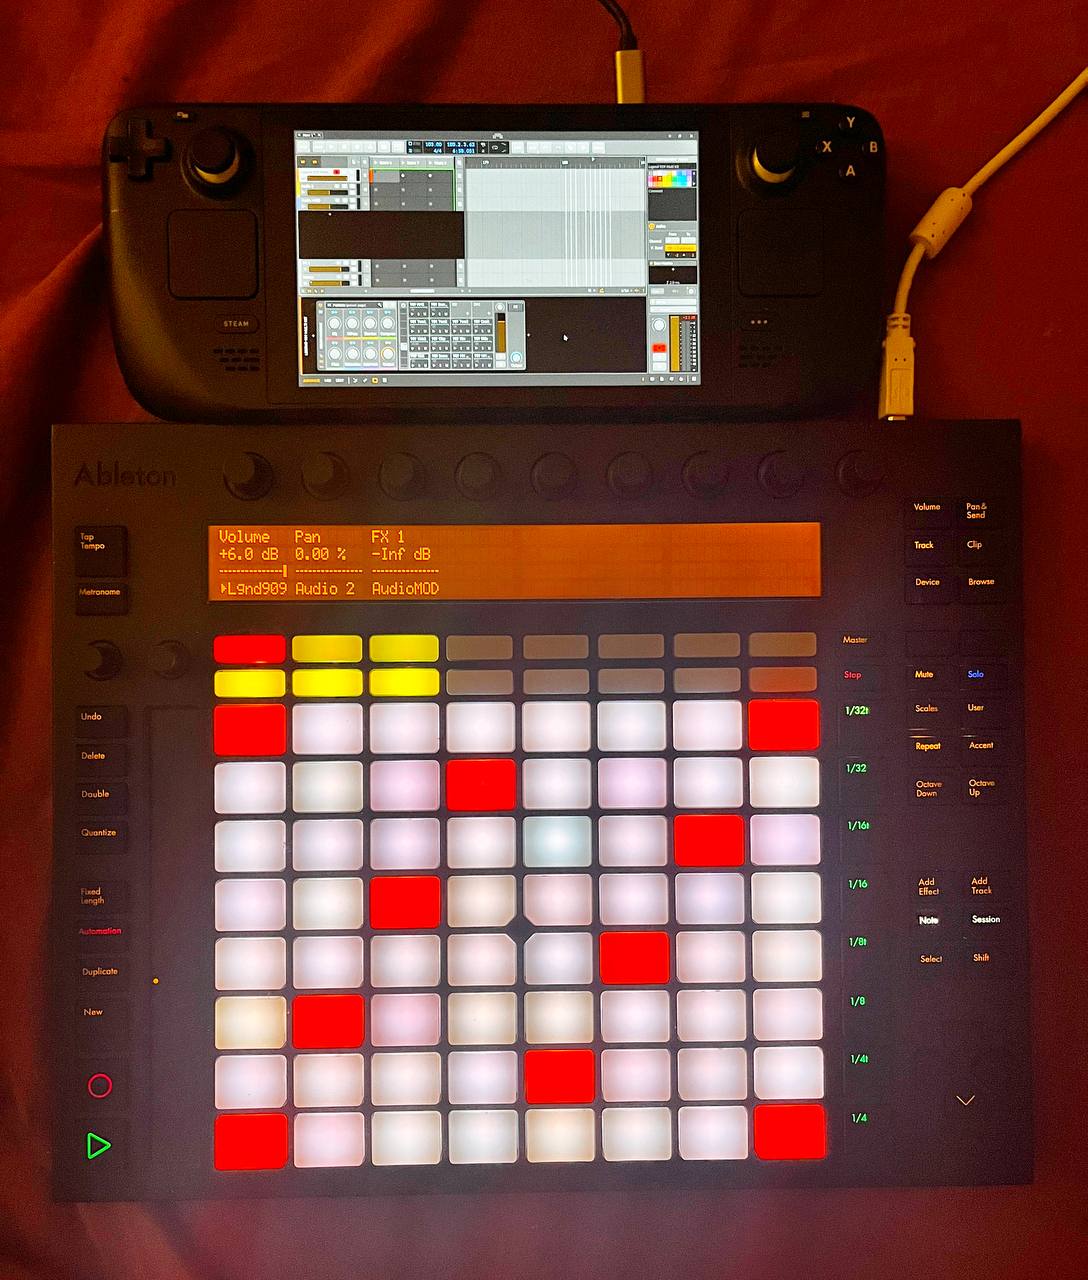 Y
X
B
A
STEAM
Ableton
Volume Pan FX 1
+6.0 dB 0.00 % -Inf dB
Lgnd909 Audio 2 AudioMOD
Tap
Tempo
Metronome
Undo
Delete
Double
Quantize
Fixed
Length
Automation
Duplicate
New
Master
Stop
1/32t
1/32
1/16t
1/16
1/8t
1/8
1/4t
1/4
Volume
Pan &
Send
Track
Clip
Device
Browse
Mute
Solo
Scales
User
Repeat
Accent
Octave
Down
Octave
Up
Add
Effect
Add
Track
Note
Session
Select
Shift